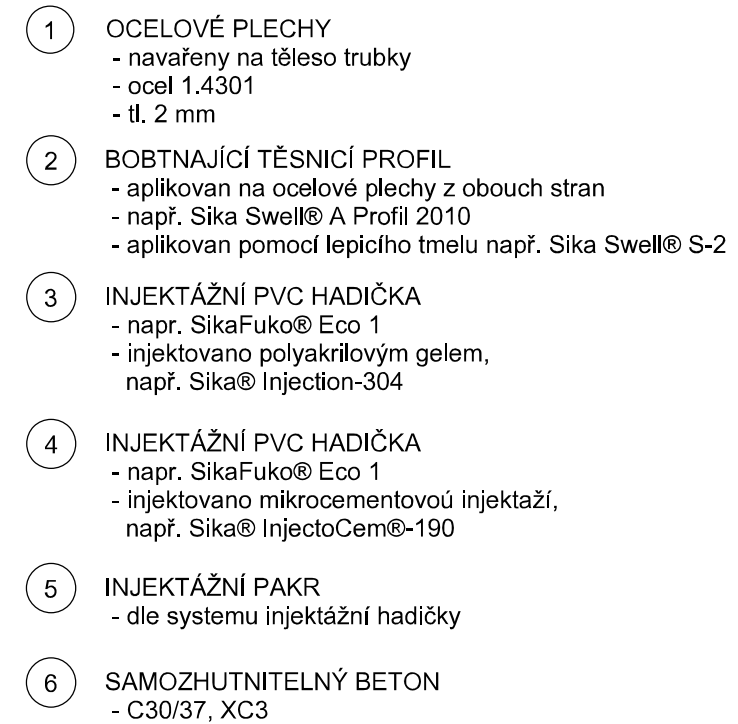 1 OCELOVÉ PLECHY
- navařeny na těleso trubky
- ocel 1.4301
- tl. 2 mm
2 BOBTNAJÍCÍ TĚSNICÍ PROFIL
- aplikovan na ocelové plechy z obouch stran
- např. Sika Swell® A Profil 2010
- aplikovan pomocí lepicího tmelu např. Sika Swell® S-2
3 INJEKTÁŽNÍ PVC HADIČKA
- napr. SikaFuko® Eco 1
- injektovano polyakrilovým gelem,
např. Sika® Injection-304
4 INJEKTÁŽNÍ PVC HADIČKA
- napr. SikaFuko® Eco 1
- injektovano mikrocementovoú injektaží,
např. Sika® InjectoCem®-190
5 INJEKTÁŽNÍ PAKR
- dle systemu injektážní hadičky
6 SAMOZHUTNITELNÝ BETON
- C30/37, XC3